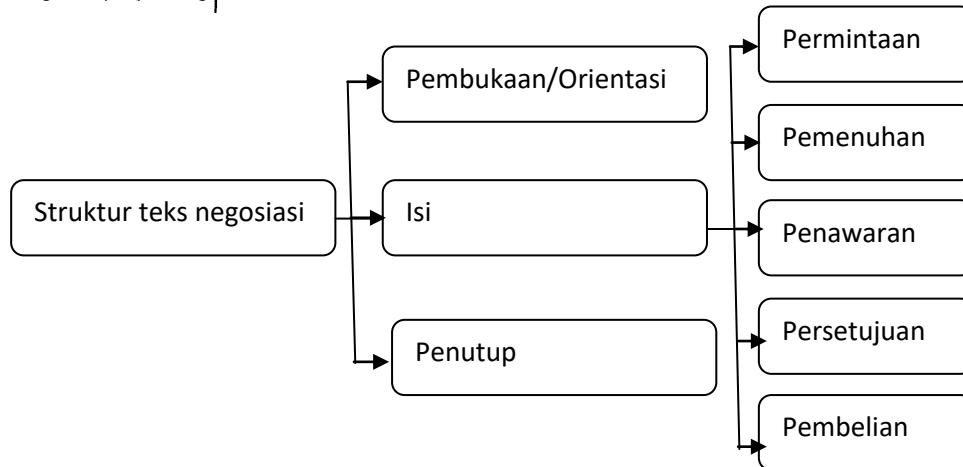 Struktur teks negosiasi
Pembukaan/Orientasi
Isi
Penutup
Permintaan
Pemenuhan
Penawaran
Persetujuan
Pembelian